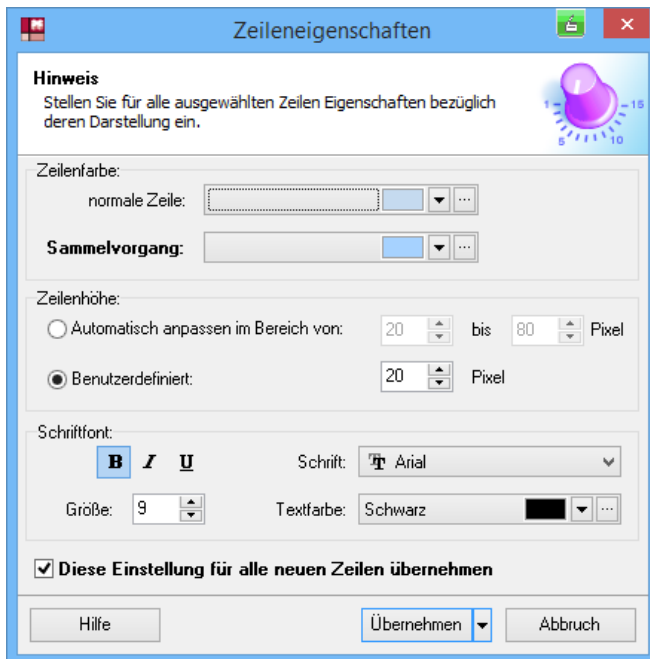 Zeileneigenschaften
Hinweis
Stellen Sie für alle ausgewählten Zeilen Eigenschaften bezüglich
deren Darstellung ein.
1 5 10 15
Zeilenfarbe:
normale Zeile:
Sammelvorgang:
Zeilenhöhe:
Automatisch anpassen im Bereich von: 20 bis 80 Pixel
Benutzerdefiniert: 20 Pixel
Schriftfont:
B I U Schrift: Arial
Größe: 9 Textfarbe: Schwarz
Diese Einstellung für alle neuen Zeilen übernehmen
Hilfe Übernehmen Abbruch